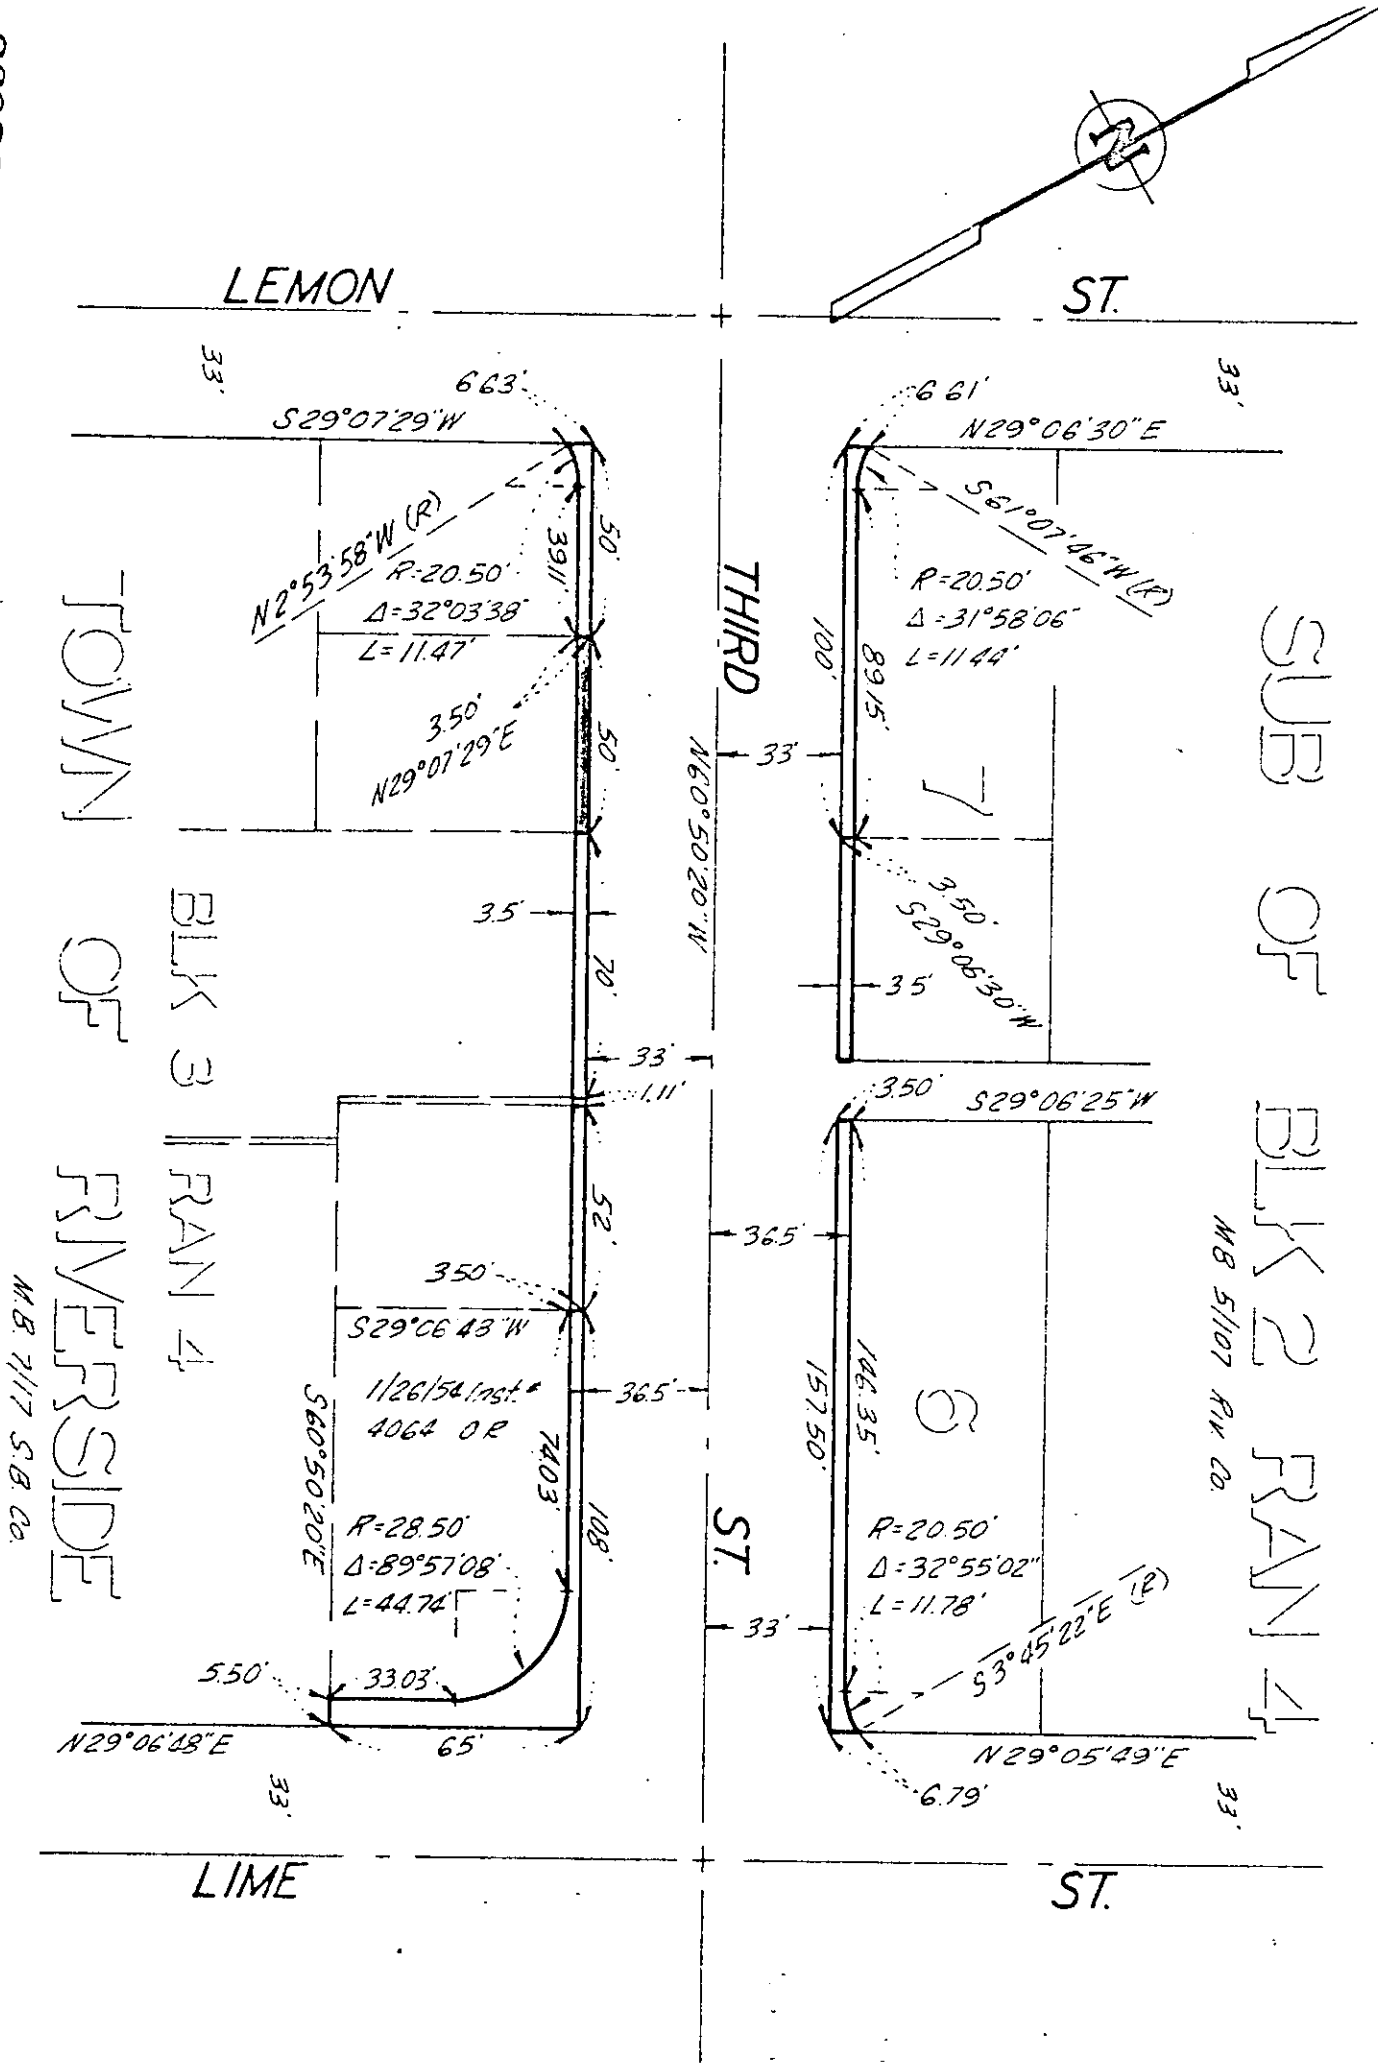 N
LEMON ST.
33'
33'
6.63'
6.61'
S29°07'29"W
N29°06'30"E
N2°53'58"W (R)
S61°07'46"W (R)
R=20.50'
Δ=32°03'38"
L=11.47'
39.11'
50'
R=20.50'
Δ=31°58'06"
L=11.44'
100'
89.15'
THIRD ST.
3.50'
N29°07'29"E
50'
N60°50'20"W
33'
7
3.50'
S29°06'30"W
3.5'
70'
3.5'
33'
1.11'
3.50'
S29°06'25"W
TOWN OF RIVERSIDE
M.B. 7/17 S.B. Co.
BLK 3 RAN 4
SUB OF BLK 2 RAN 4
MB 5/107 Riv. Co.
52'
36.5'
3.50'
S29°06'43"W
1/26/54 Inst.#
4064 O.R.
36.5'
74.03'
108'
S60°50'20"E
6
146.35'
157.50'
R=28.50'
Δ=89°57'08"
L=44.74'
R=20.50'
Δ=32°55'02"
L=11.78'
33'
S3°45'22"E (R)
5.50'
33.03'
65'
N29°06'48"E
N29°05'49"E
6.79'
33'
33'
LIME ST.